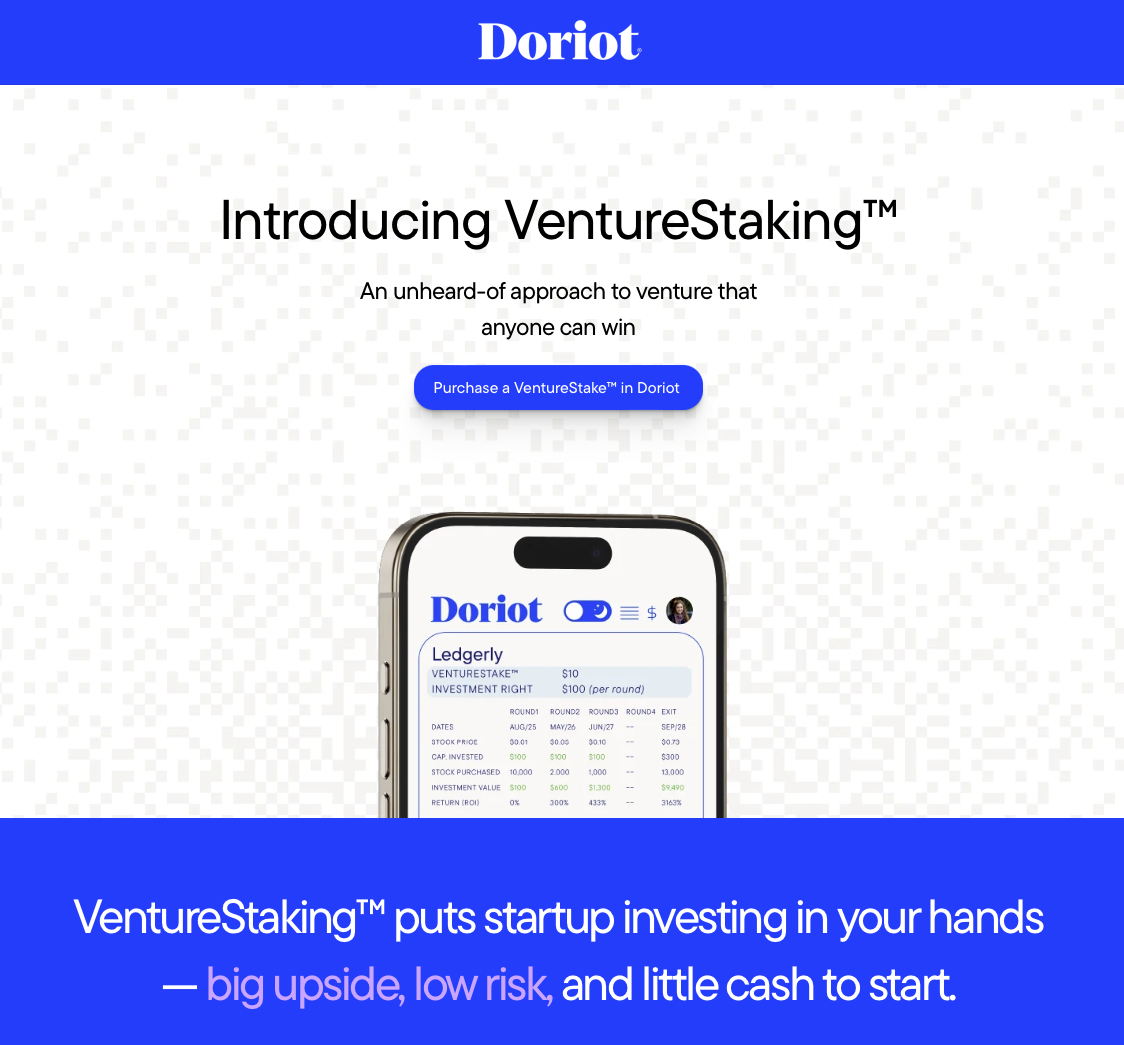 Doriot®
Introducing VentureStaking™
An unheard-of approach to venture that
anyone can win
Purchase a VentureStake™ in Doriot
Doriot $
Ledgerly
VENTURESTAKE™ $10
INVESTMENT RIGHT $100 (per round)
ROUND1 ROUND2 ROUND3 ROUND4 EXIT
DATES AUG/25 MAY/26 JUN/27 -- SEP/28
STOCK PRICE $0.01 $0.05 $0.10 -- $0.73
CAP. INVESTED $100 $100 $100 -- $300
STOCK PURCHASED 10,000 2.000 1,000 -- 13,000
INVESTMENT VALUE $100 $600 $1,300 -- $9,490
RETURN (ROI) 0% 300% 433% -- 3163%
VentureStaking™ puts startup investing in your hands
— big upside, low risk, and little cash to start.